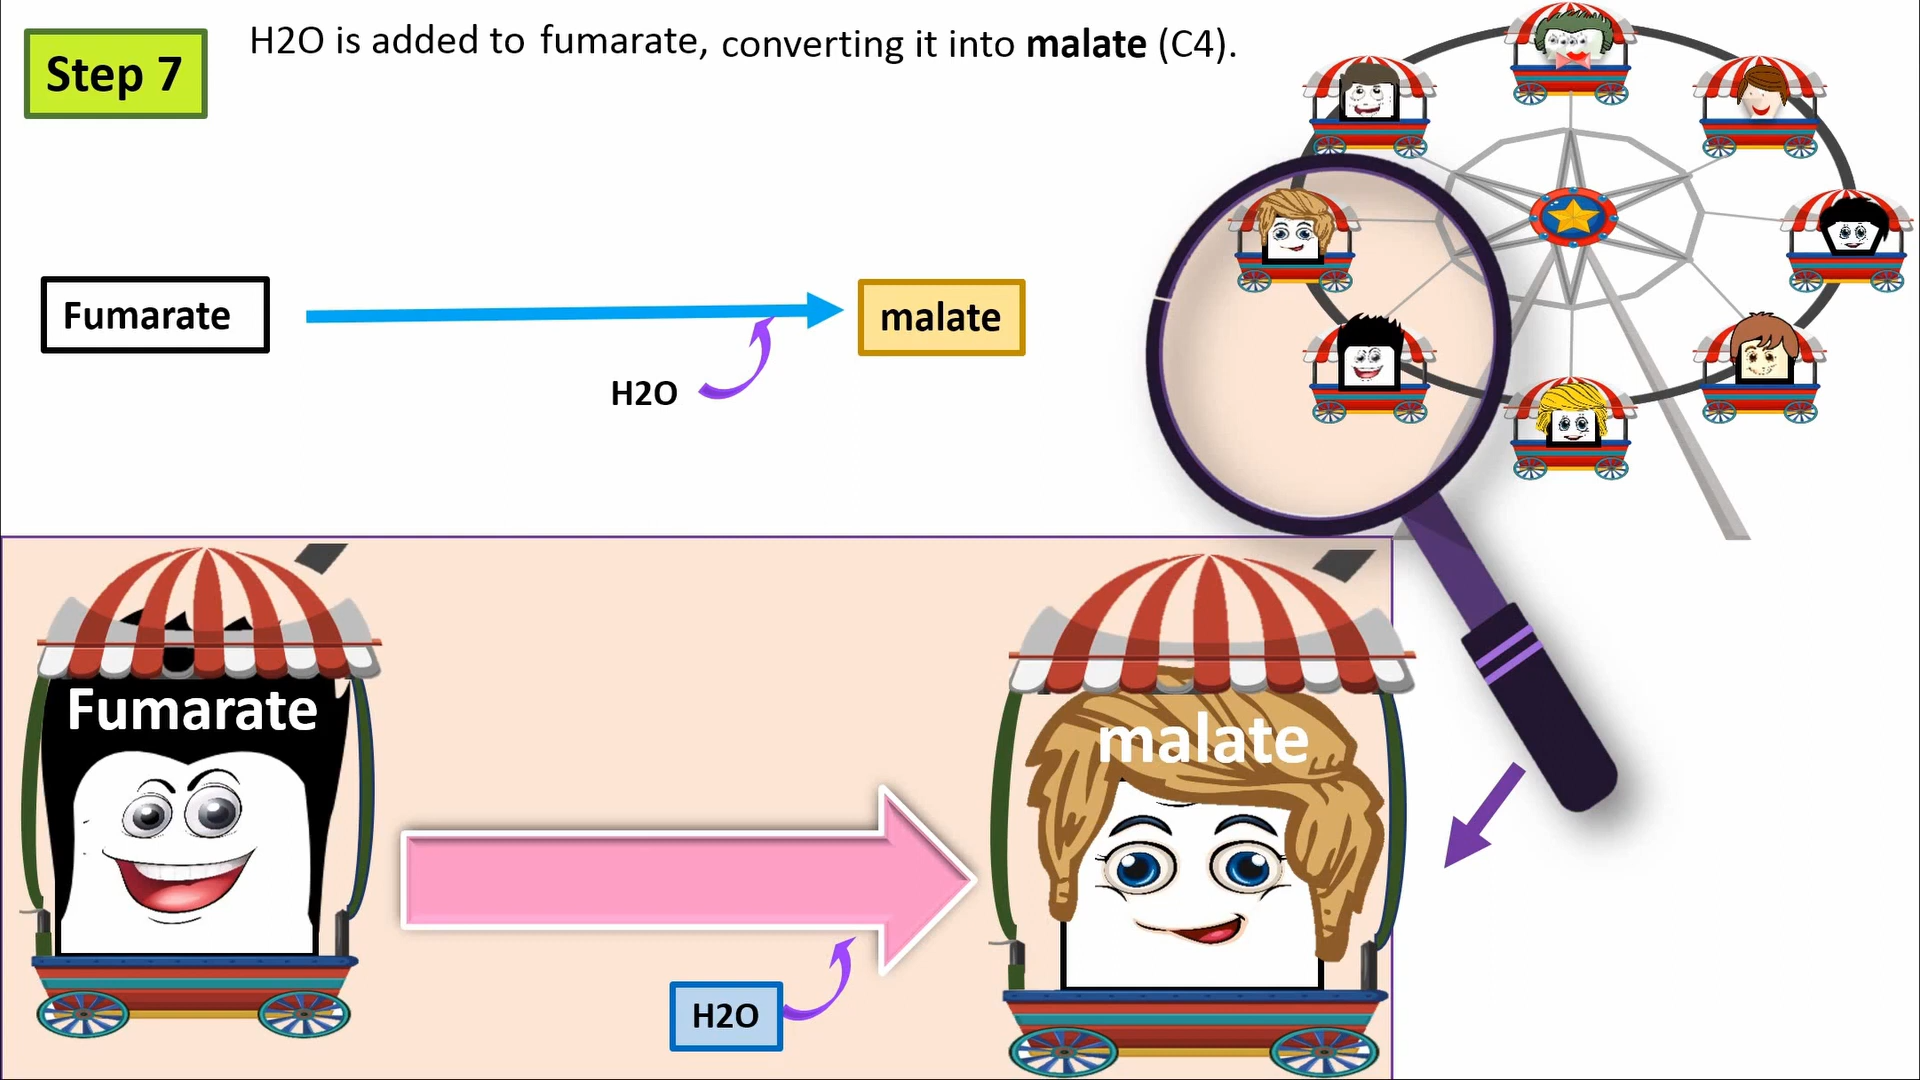 Step 7
H2O is added to fumarate, converting it into malate (C4).
Fumarate
malate
H2O
Fumarate
malate
H2O